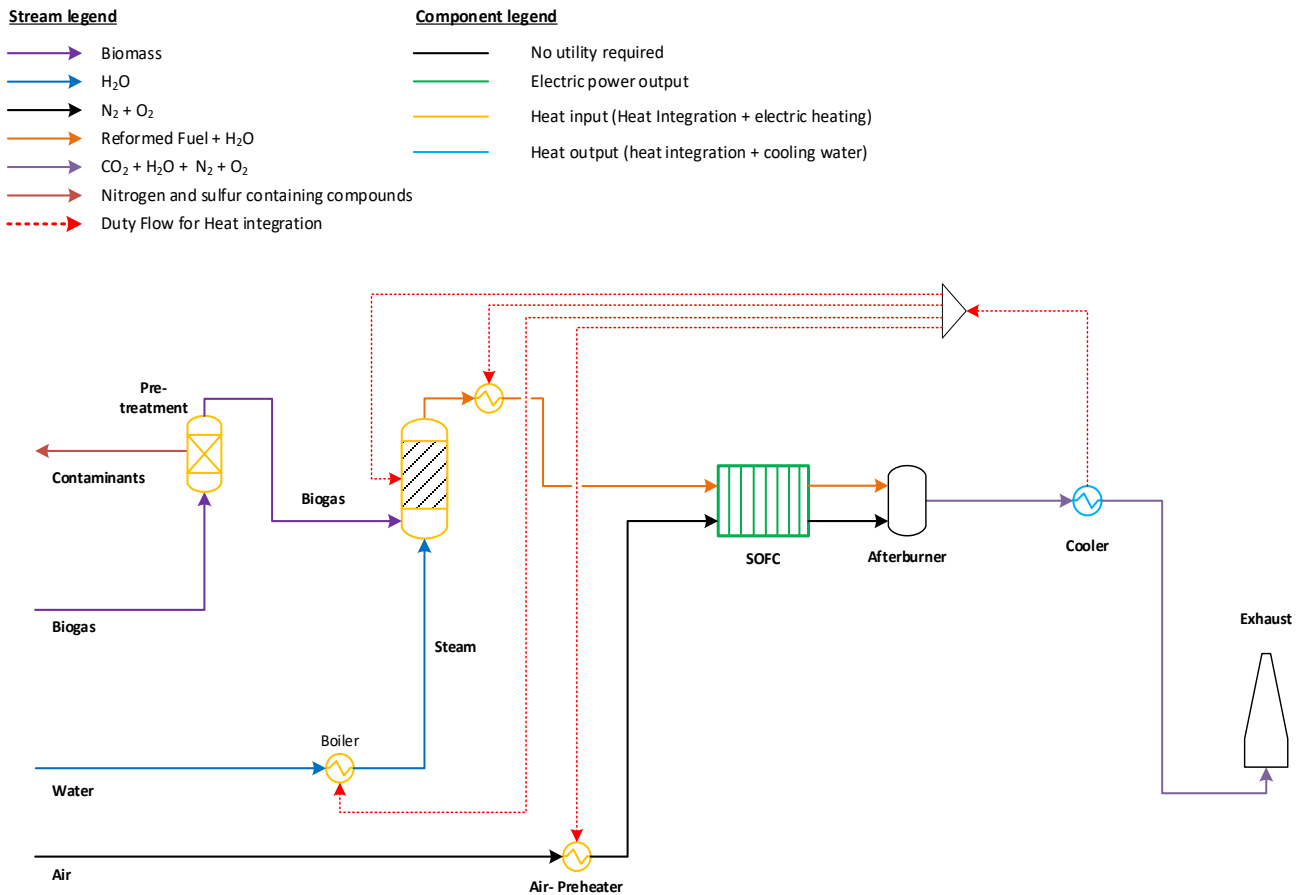 Stream legend
Component legend
Biomass
No utility required
H₂O
Electric power output
N₂ + O₂
Heat input (Heat Integration + electric heating)
Reformed Fuel + H₂O
Heat output (heat integration + cooling water)
CO₂ + H₂O + N₂ + O₂
Nitrogen and sulfur containing compounds
Duty Flow for Heat integration
Pre-
treatment
Contaminants
Biogas
SOFC
Afterburner
Cooler
Biogas
Exhaust
Steam
Boiler
Water
Air
Air- Preheater